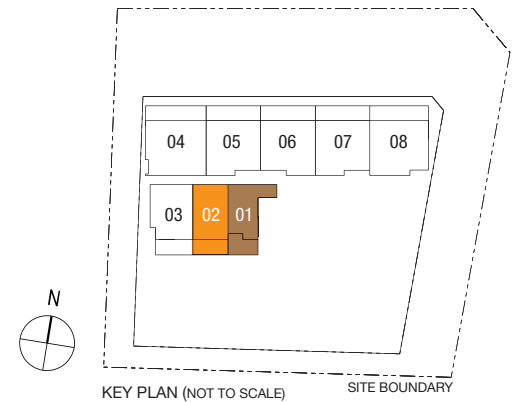 04 05 06 07 08
03 02 01
N
KEY PLAN (NOT TO SCALE)
SITE BOUNDARY